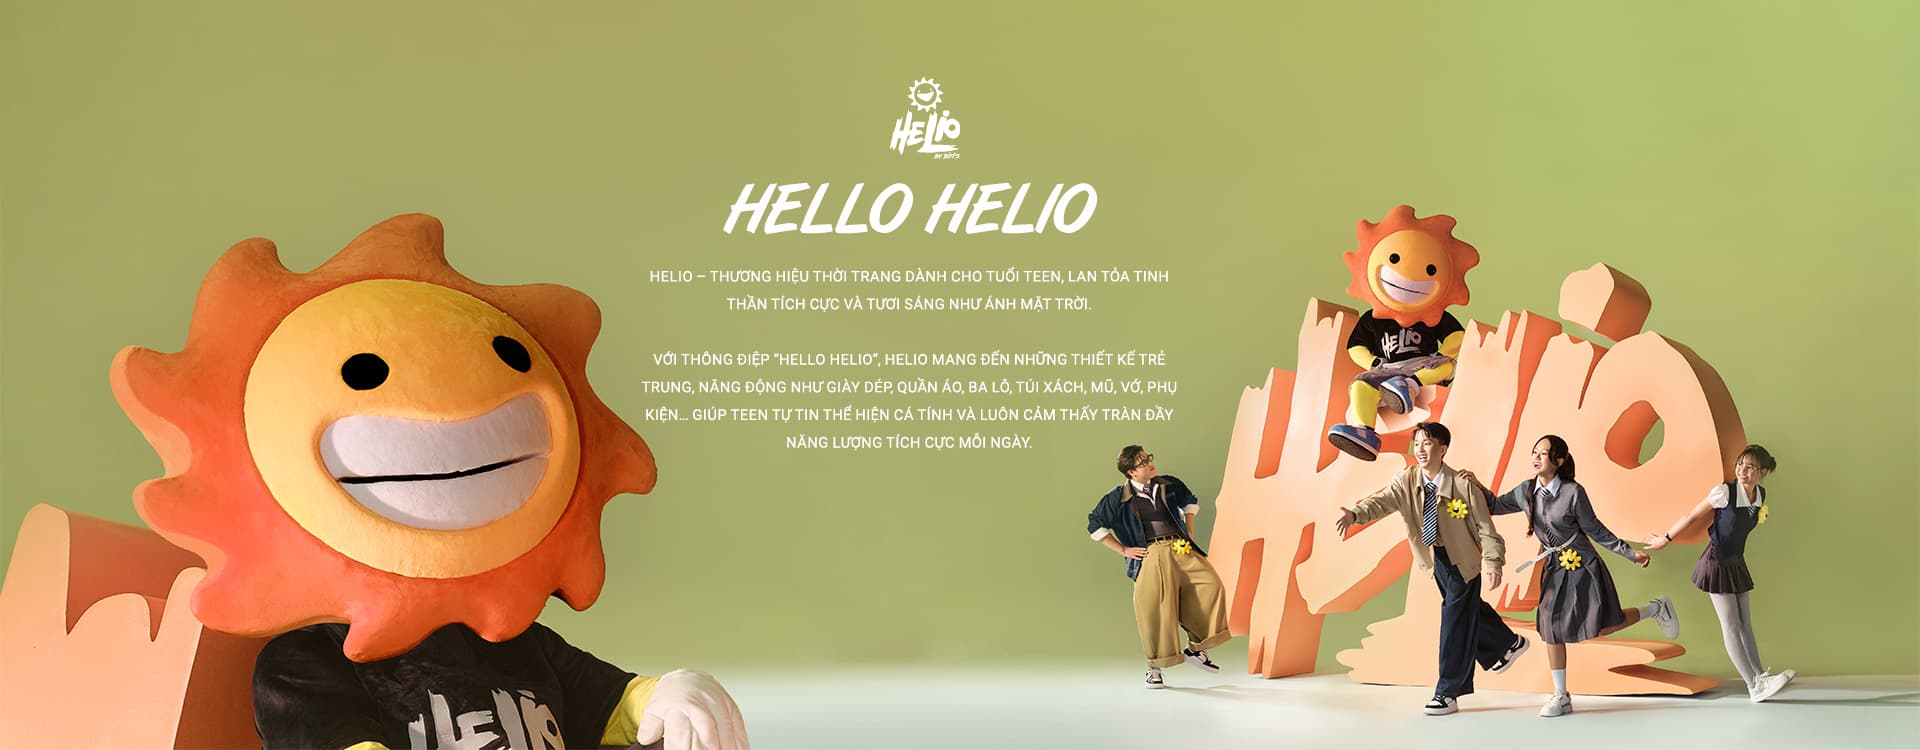 HELIO
BY BITI'S
HELLO HELIO
HELIO – THƯƠNG HIỆU THỜI TRANG DÀNH CHO TUỔI TEEN, LAN TỎA TINH
THẦN TÍCH CỰC VÀ TƯƠI SÁNG NHƯ ÁNH MẶT TRỜI.
VỚI THÔNG ĐIỆP “HELLO HELIO”, HELIO MANG ĐẾN NHỮNG THIẾT KẾ TRẺ
TRUNG, NĂNG ĐỘNG NHƯ GIÀY DÉP, QUẦN ÁO, BA LÔ, TÚI XÁCH, MŨ, VỚ, PHỤ
KIỆN... GIÚP TEEN TỰ TIN THỂ HIỆN CÁ TÍNH VÀ LUÔN CẢM THẤY TRÀN ĐẦY
NĂNG LƯỢNG TÍCH CỰC MỖI NGÀY.
HELIO
HELIO
HELIO